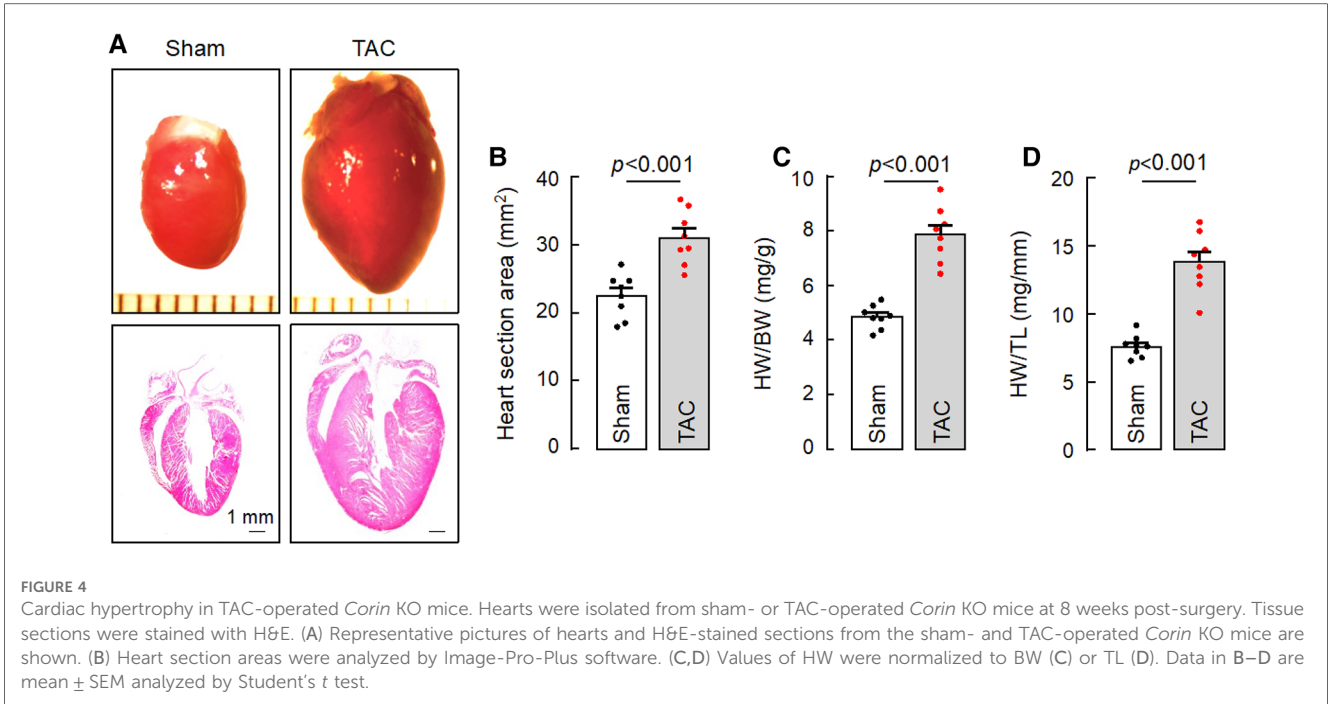 A
Sham
TAC
1 mm
B
p<0.001
Heart section area (mm²)
40
30
20
10
0
Sham
TAC
C
p<0.001
HW/BW (mg/g)
10
8
6
4
2
0
Sham
TAC
D
p<0.001
HW/TL (mg/mm)
20
15
10
5
0
Sham
TAC
FIGURE 4
Cardiac hypertrophy in TAC-operated Corin KO mice. Hearts were isolated from sham- or TAC-operated Corin KO mice at 8 weeks post-surgery. Tissue
sections were stained with H&E. (A) Representative pictures of hearts and H&E-stained sections from the sham- and TAC-operated Corin KO mice are
shown. (B) Heart section areas were analyzed by Image-Pro-Plus software. (C,D) Values of HW were normalized to BW (C) or TL (D). Data in B–D are
mean ± SEM analyzed by Student's t test.